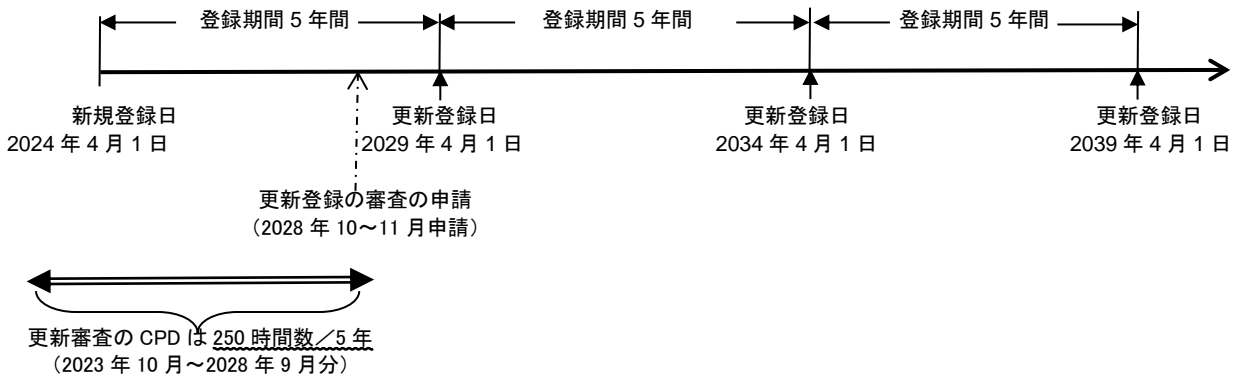 登録期間 5 年間
登録期間 5 年間
登録期間 5 年間
新規登録日
2024 年 4 月 1 日
更新登録日
2029 年 4 月 1 日
更新登録日
2034 年 4 月 1 日
更新登録日
2039 年 4 月 1 日
更新登録の審査の申請
（2028 年 10～11 月申請）
更新審査の CPD は 250 時間数／5 年
（2023 年 10 月～2028 年 9 月分）